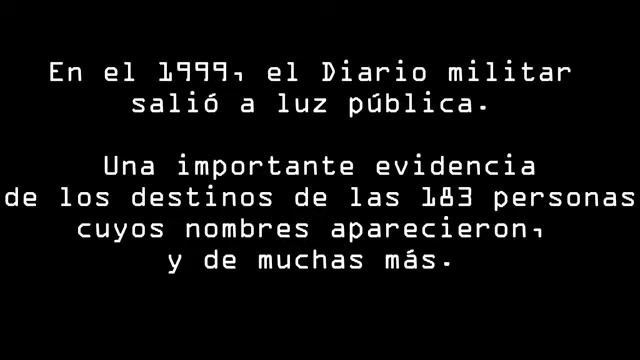 En el 1999, el Diario militar
salió a luz pública.
Una importante evidencia
de los destinos de las 183 personas
cuyos nombres aparecieron,
y de muchas más.